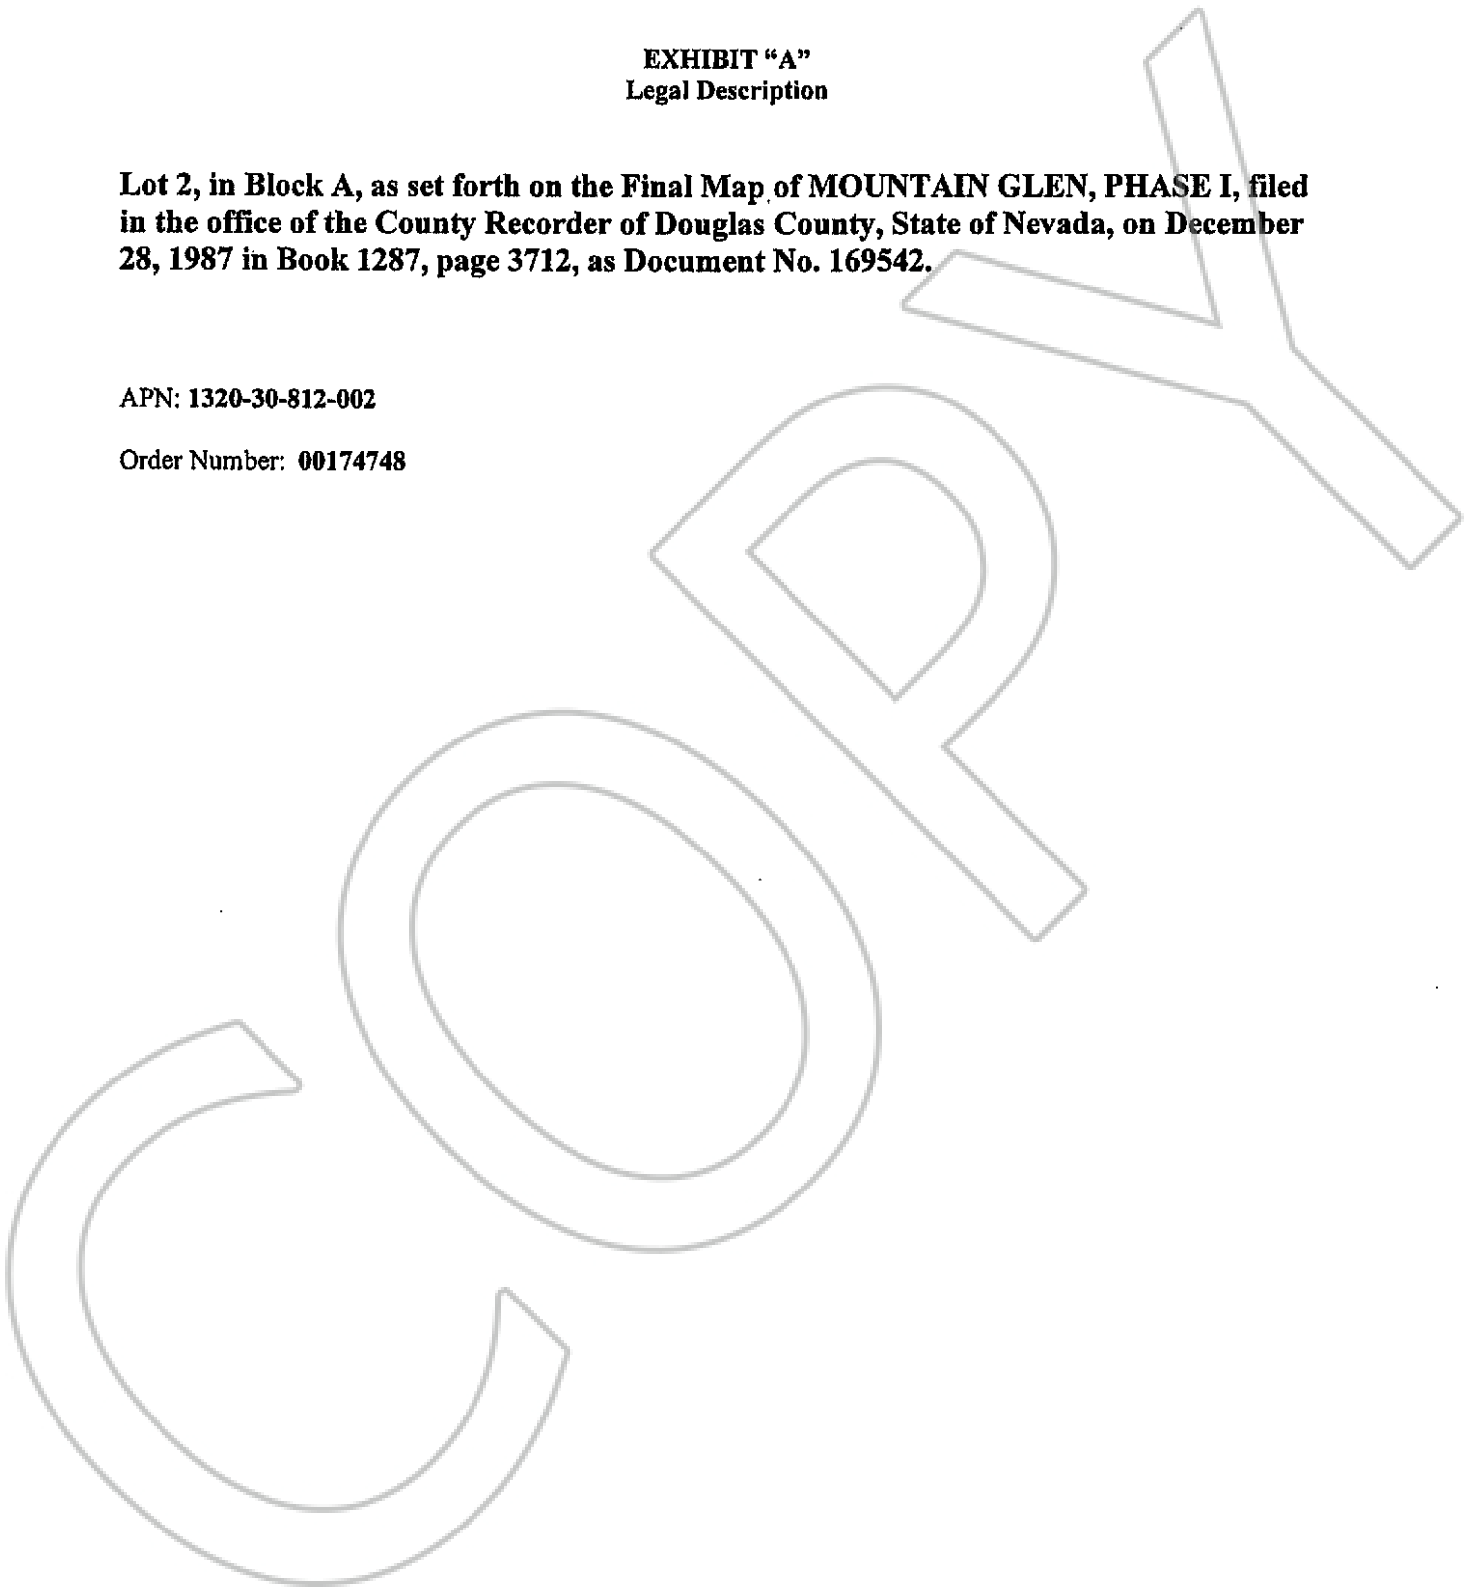 EXHIBIT “A”
Legal Description
Lot 2, in Block A, as set forth on the Final Map of MOUNTAIN GLEN, PHASE I, filed
in the office of the County Recorder of Douglas County, State of Nevada, on December
28, 1987 in Book 1287, page 3712, as Document No. 169542.
APN: 1320-30-812-002
Order Number: 00174748
COPY